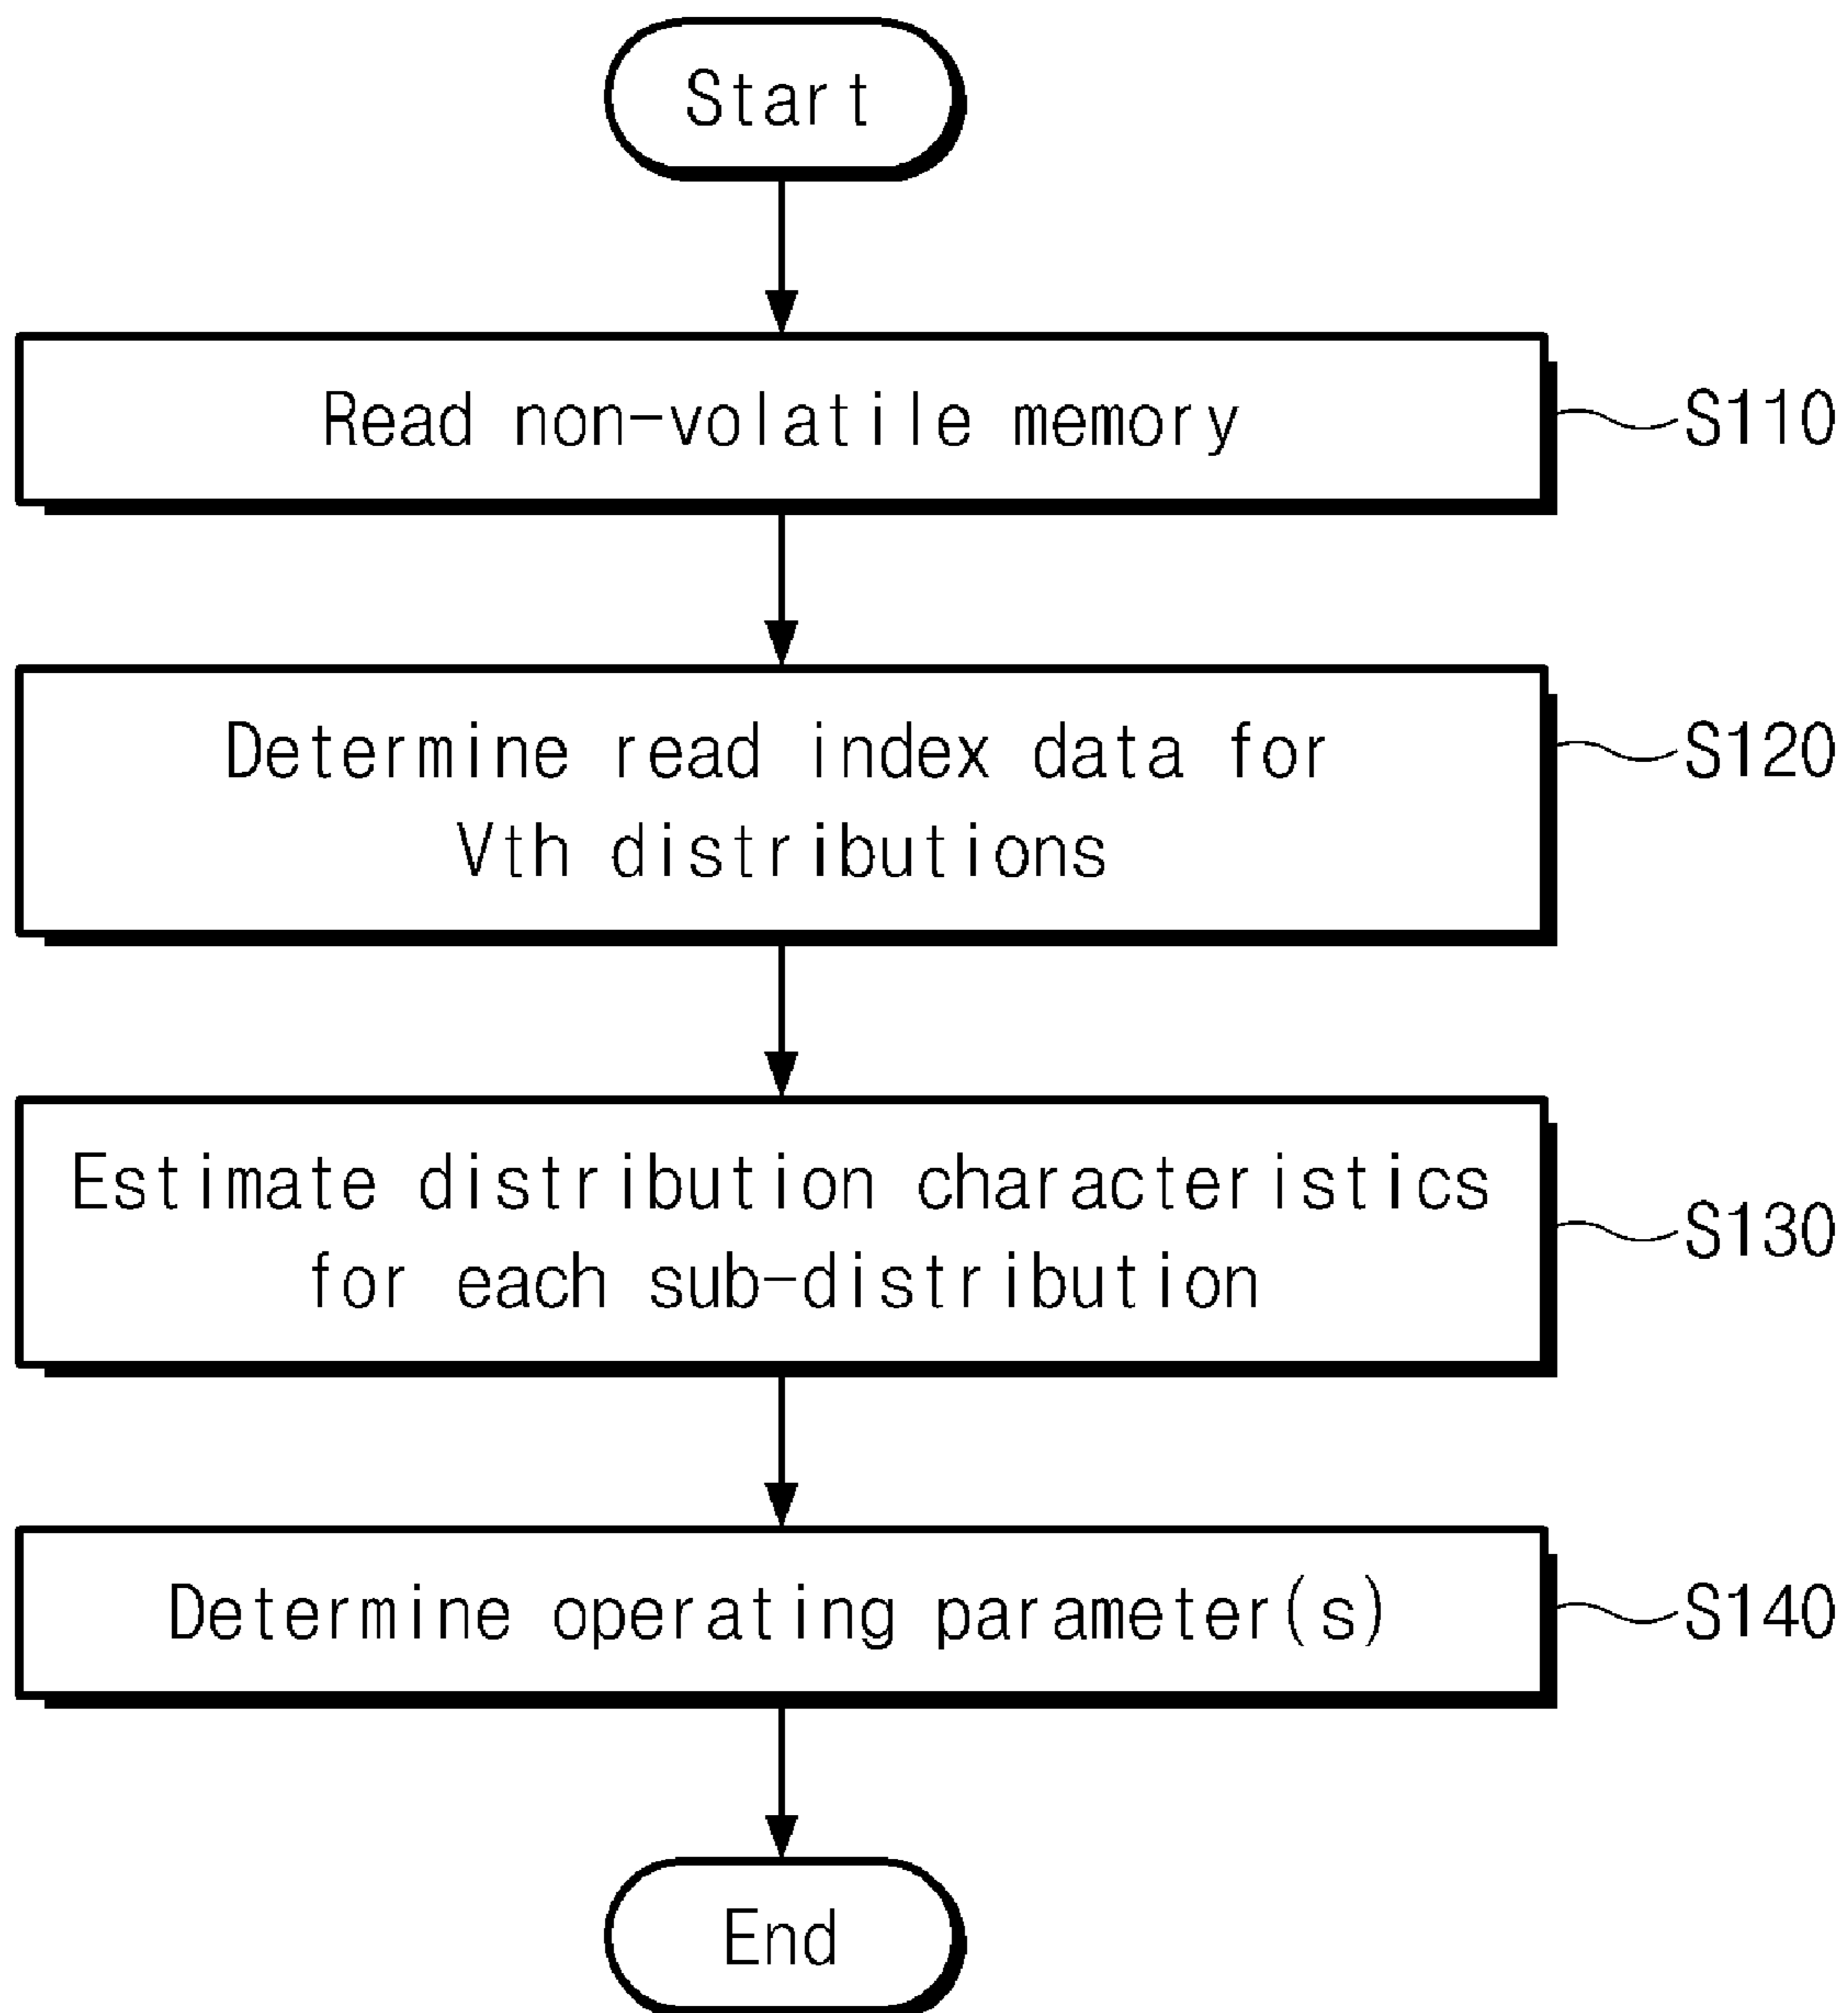 Start
Read non-volatile memory
S110
Determine read index data for
Vth distributions
S120
Estimate distribution characteristics
for each sub-distribution
S130
Determine operating parameter(s)
S140
End